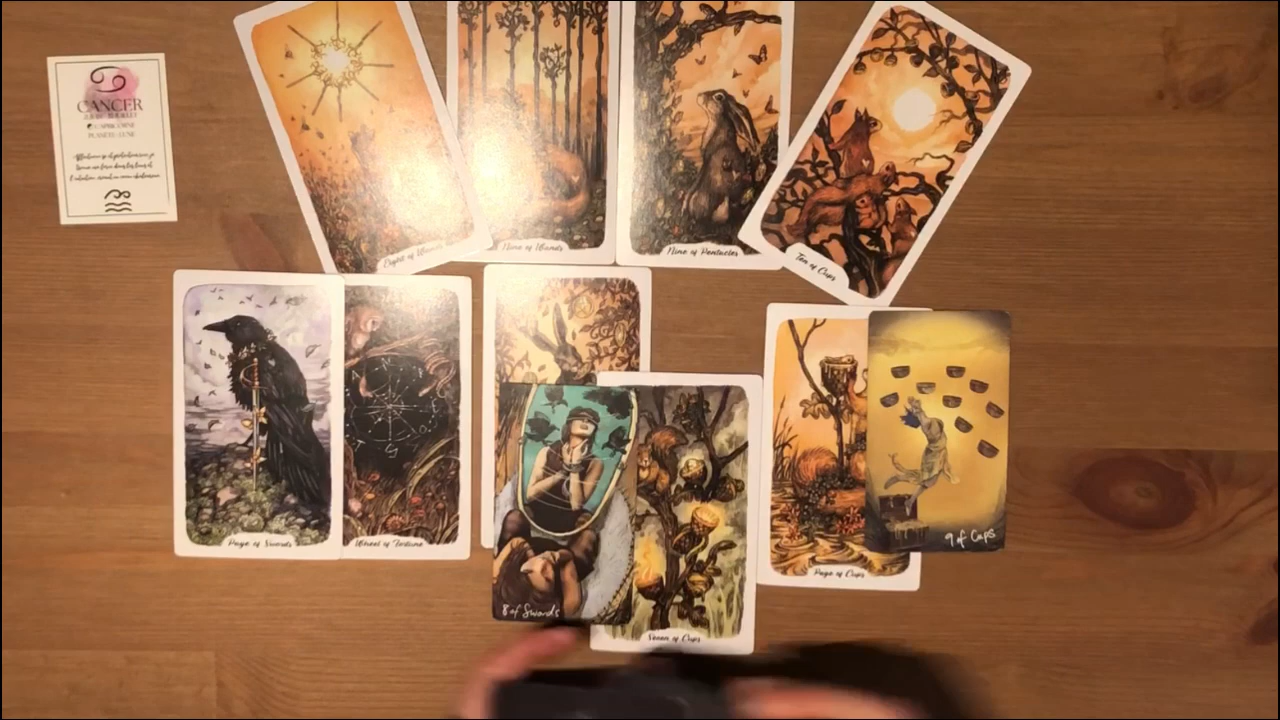 CANCER
PLANÈTE : LUNE
Eight of Wands
Nine of Wands
Nine of Pentacles
Ten of Cups
Page of Swords
Wheel of Fortune
8 of Swords
Seven of Cups
Page of Cups
9 of Cups